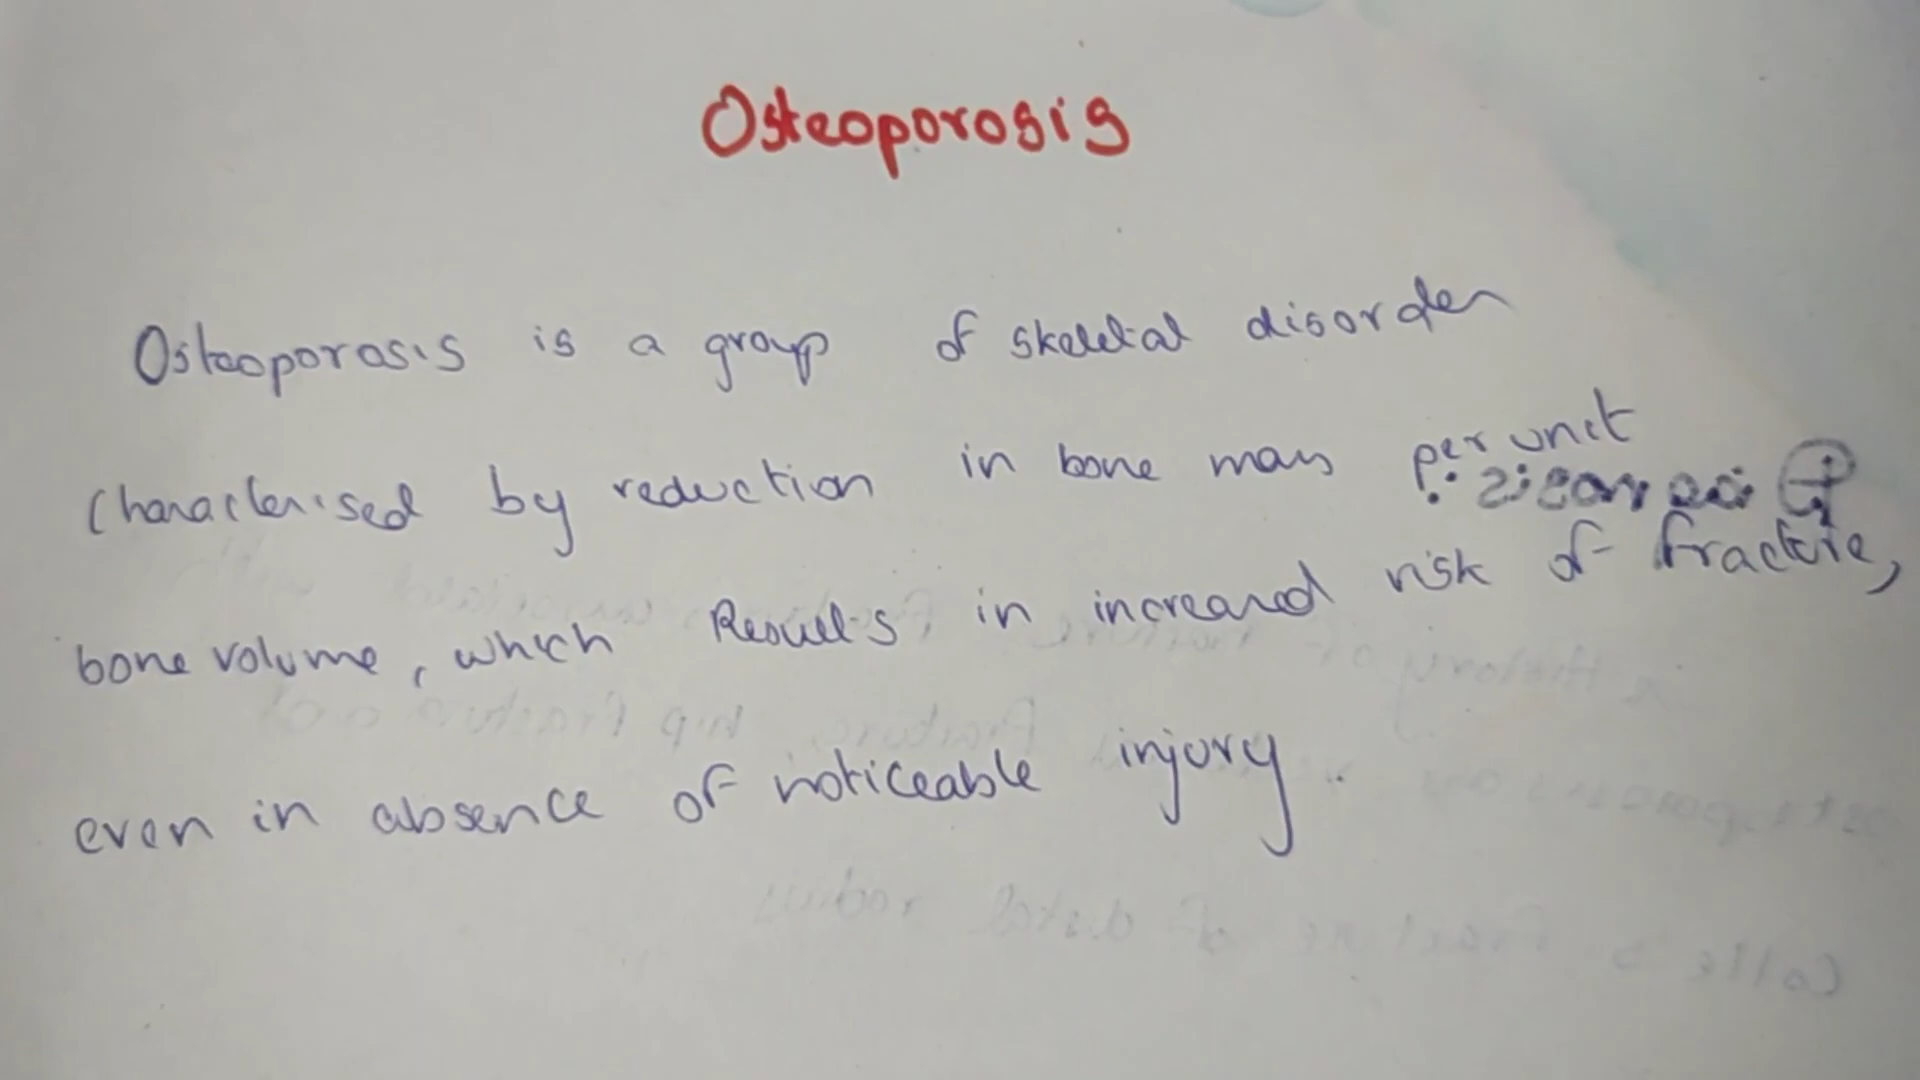 Osteoporosis
Osteoporosis is a group of skeletal disorder
Characterised by reduction in bone mass per unit
bone volume, which Results in increased risk of fracture,
even in absence of noticeable injury.